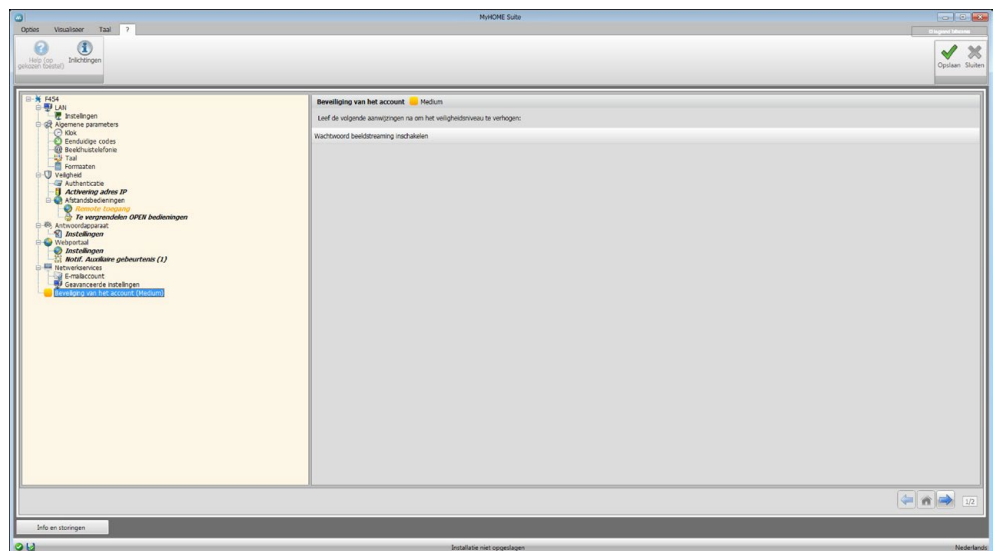 MyHOME Suite
Opties Visualiseer Taal ?
Help (op gekozen toestel)
Inlichtingen
Opslaan Sluiten
F454
LAN
Instellingen
Algemene parameters
Klok
Eenduidige codes
Beeldhuistelefonie
Taal
Formaten
Veiligheid
Authenticatie
Activering adres IP
Afstandsbedieningen
Remote toegang
Te vergrendelen OPEN bedieningen
Antwoordapparaat
Instellingen
Webportaal
Instellingen
Notif. Auxiliaire gebeurtenis (1)
Netwerkservices
E-mailaccount
Geavanceerde instellingen
Beveiliging van het account (Medium)
Beveiliging van het account Medium
Leef de volgende aanwijzingen na om het veiligheidsniveau te verhogen:
Wachtwoord beeldstreaming inschakelen
Info en storingen
Installatie niet opgeslagen
Nederlands